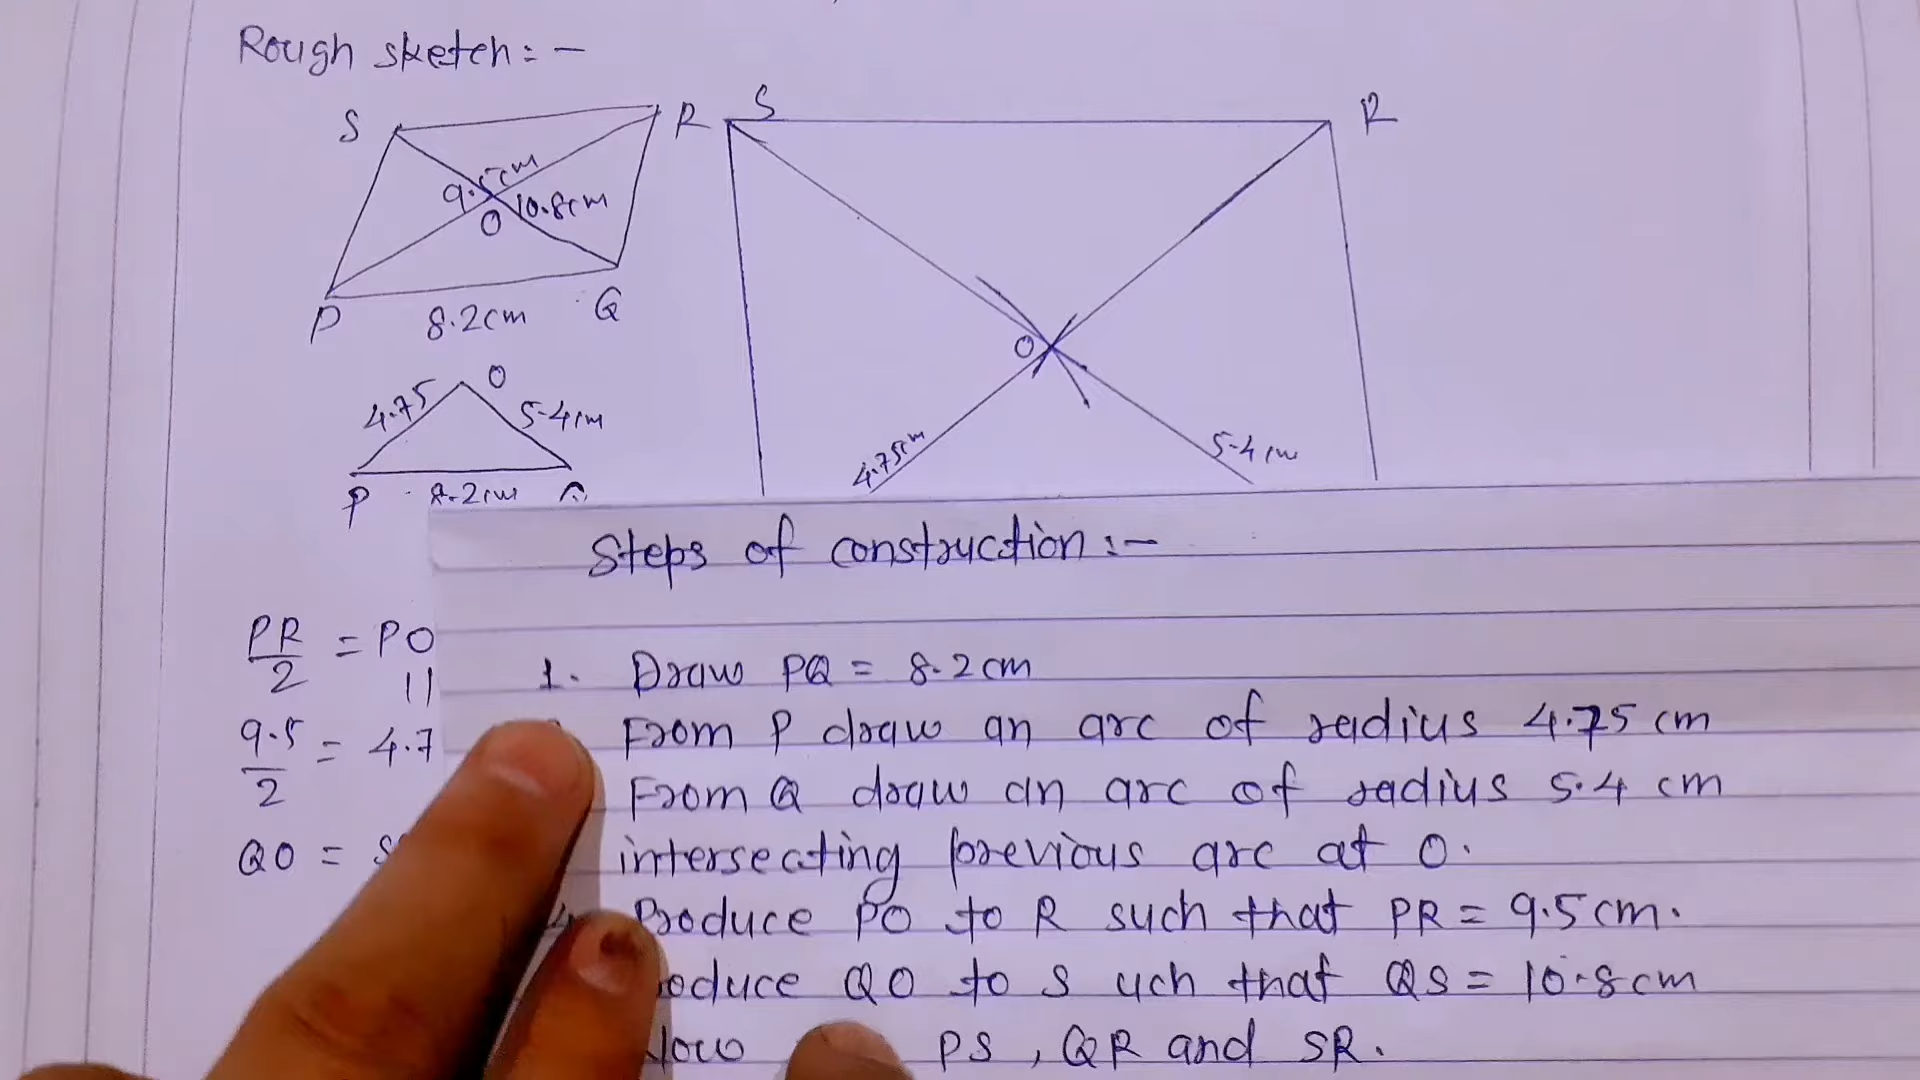 Rough sketch:-
S
R
9.5cm
10.8cm
O
P
8.2cm
Q
O
4.75
5.4cm
P
8.2cm
S
R
O
4.75cm
5.4cm
Steps of construction:-
PR/2 = PO
||
9.5/2 = 4.7
QO =
1. Draw PQ = 8.2cm
From P draw an arc of radius 4.75 cm
From Q draw an arc of radius 5.4 cm
intersecting previous arc at O.
4. Produce PO to R such that PR = 9.5cm.
oduce QO to S uch that QS = 10.8cm
Now PS, QR and SR.